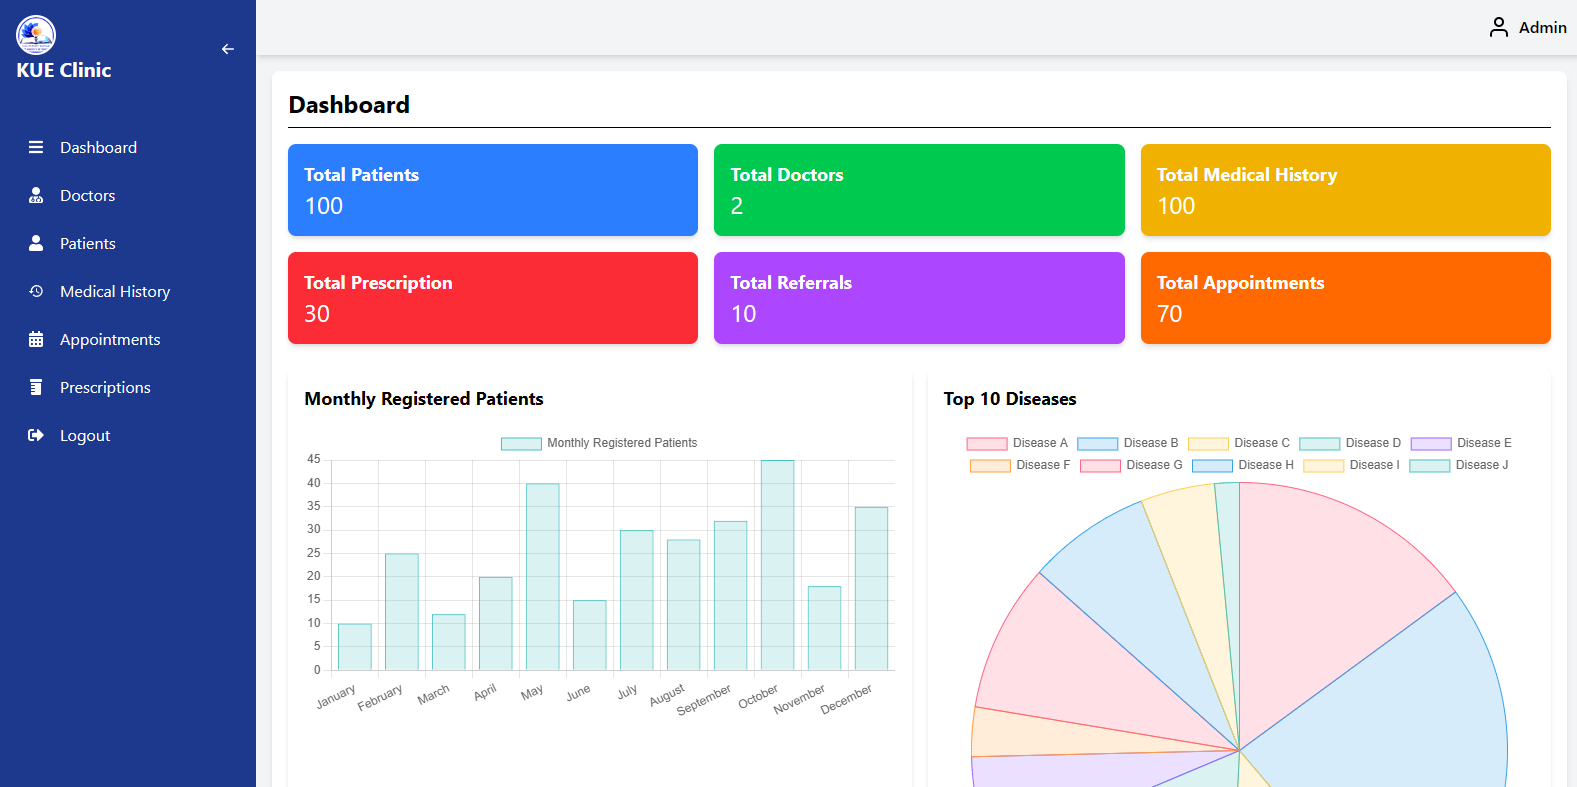 KUE Clinic
Admin
Dashboard
Doctors
Patients
Medical History
Appointments
Prescriptions
Logout
Dashboard
Total Patients
100
Total Doctors
2
Total Medical History
100
Total Prescription
30
Total Referrals
10
Total Appointments
70
Monthly Registered Patients
Monthly Registered Patients
45
40
35
30
25
20
15
10
5
0
January February March April May June July August September October November December
Top 10 Diseases
Disease A Disease B Disease C Disease D Disease E
Disease F Disease G Disease H Disease I Disease J